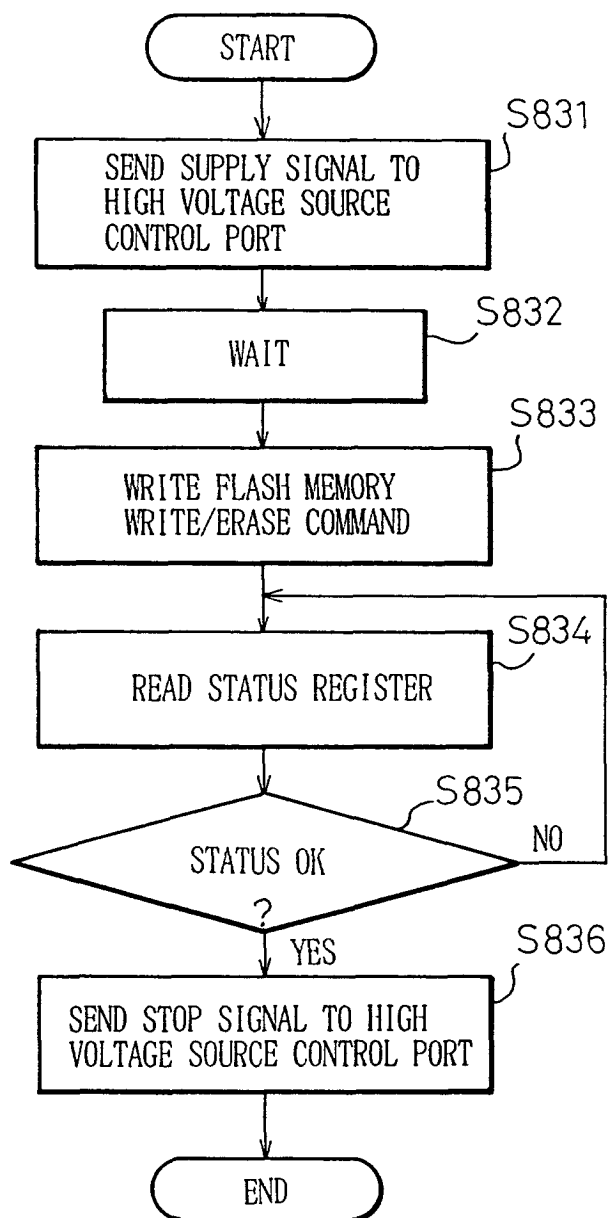 START
S831
SEND SUPPLY SIGNAL TO
HIGH VOLTAGE SOURCE
CONTROL PORT
S832
WAIT
S833
WRITE FLASH MEMORY
WRITE/ERASE COMMAND
S834
READ STATUS REGISTER
S835
STATUS OK
?
NO
YES
S836
SEND STOP SIGNAL TO HIGH
VOLTAGE SOURCE CONTROL PORT
END